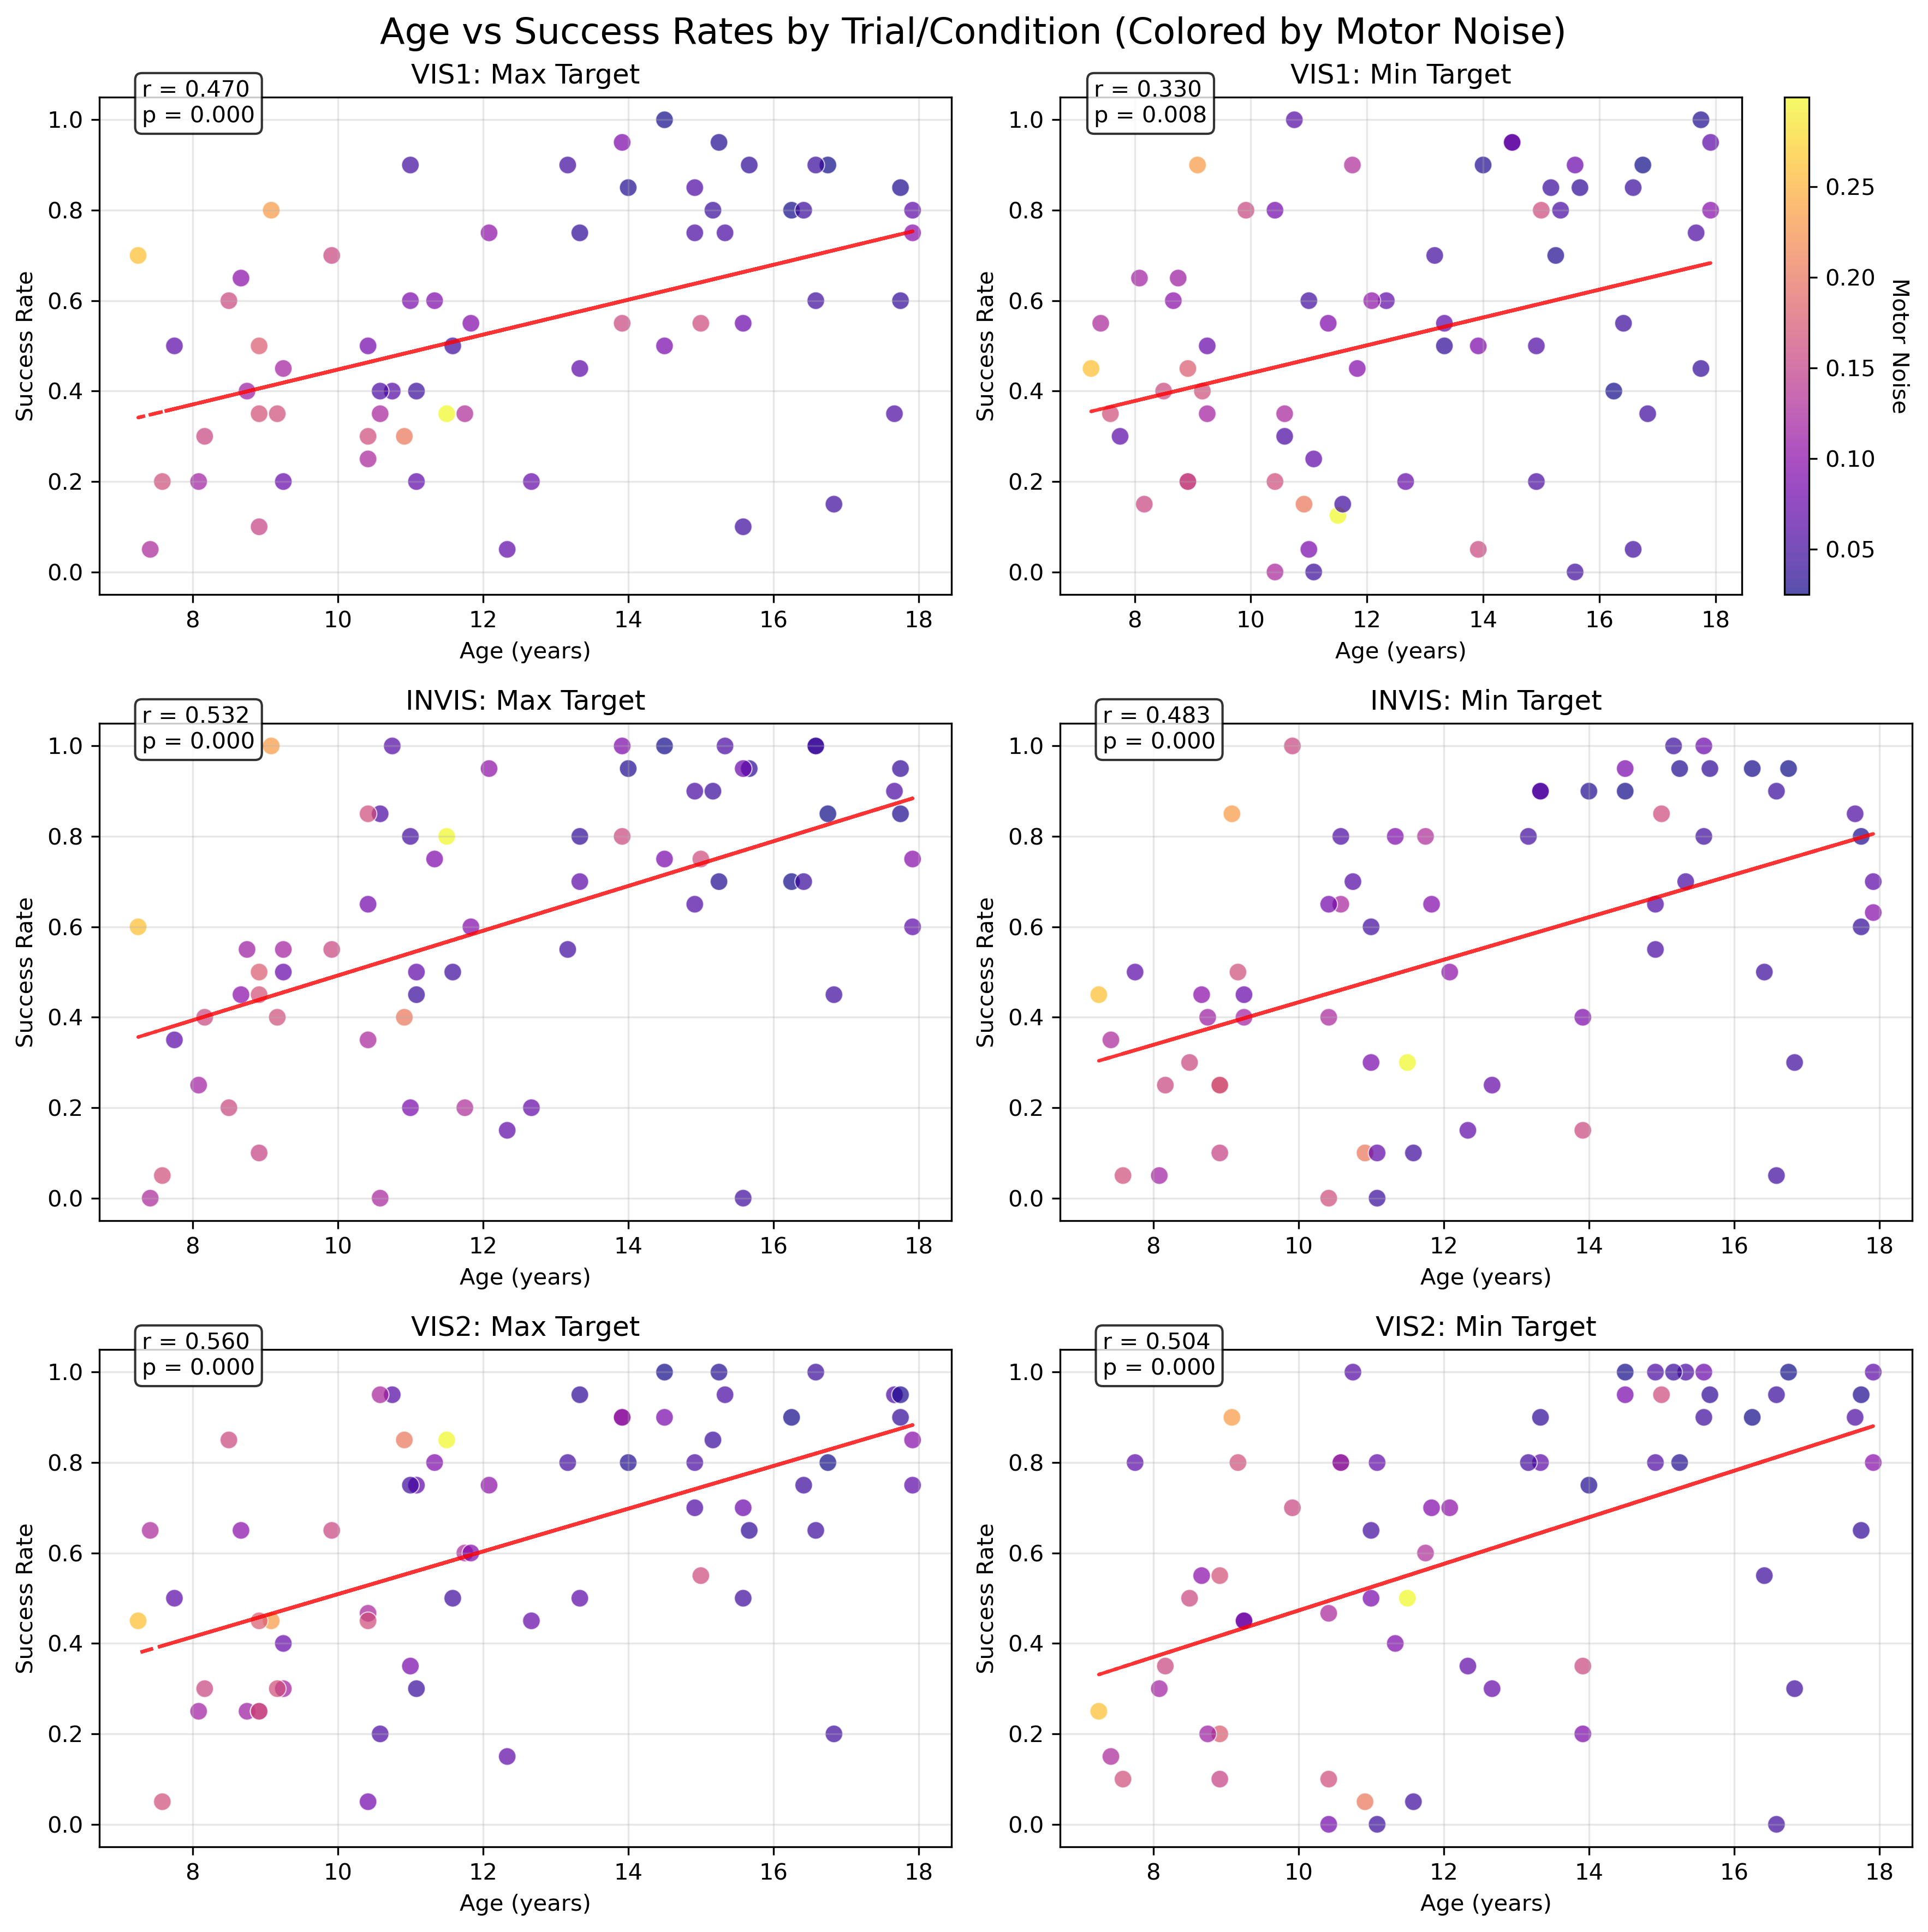 Age vs Success Rates by Trial/Condition (Colored by Motor Noise)
VIS1: Max Target
r = 0.470
p = 0.000
1.0
0.8
0.6
0.4
0.2
0.0
Success Rate
8 10 12 14 16 18
Age (years)
VIS1: Min Target
r = 0.330
p = 0.008
1.0
0.8
0.6
0.4
0.2
0.0
Success Rate
8 10 12 14 16 18
Age (years)
0.25
0.20
0.15
0.10
0.05
Motor Noise
INVIS: Max Target
r = 0.532
p = 0.000
1.0
0.8
0.6
0.4
0.2
0.0
Success Rate
8 10 12 14 16 18
Age (years)
INVIS: Min Target
r = 0.483
p = 0.000
1.0
0.8
0.6
0.4
0.2
0.0
Success Rate
8 10 12 14 16 18
Age (years)
VIS2: Max Target
r = 0.560
p = 0.000
1.0
0.8
0.6
0.4
0.2
0.0
Success Rate
8 10 12 14 16 18
Age (years)
VIS2: Min Target
r = 0.504
p = 0.000
1.0
0.8
0.6
0.4
0.2
0.0
Success Rate
8 10 12 14 16 18
Age (years)